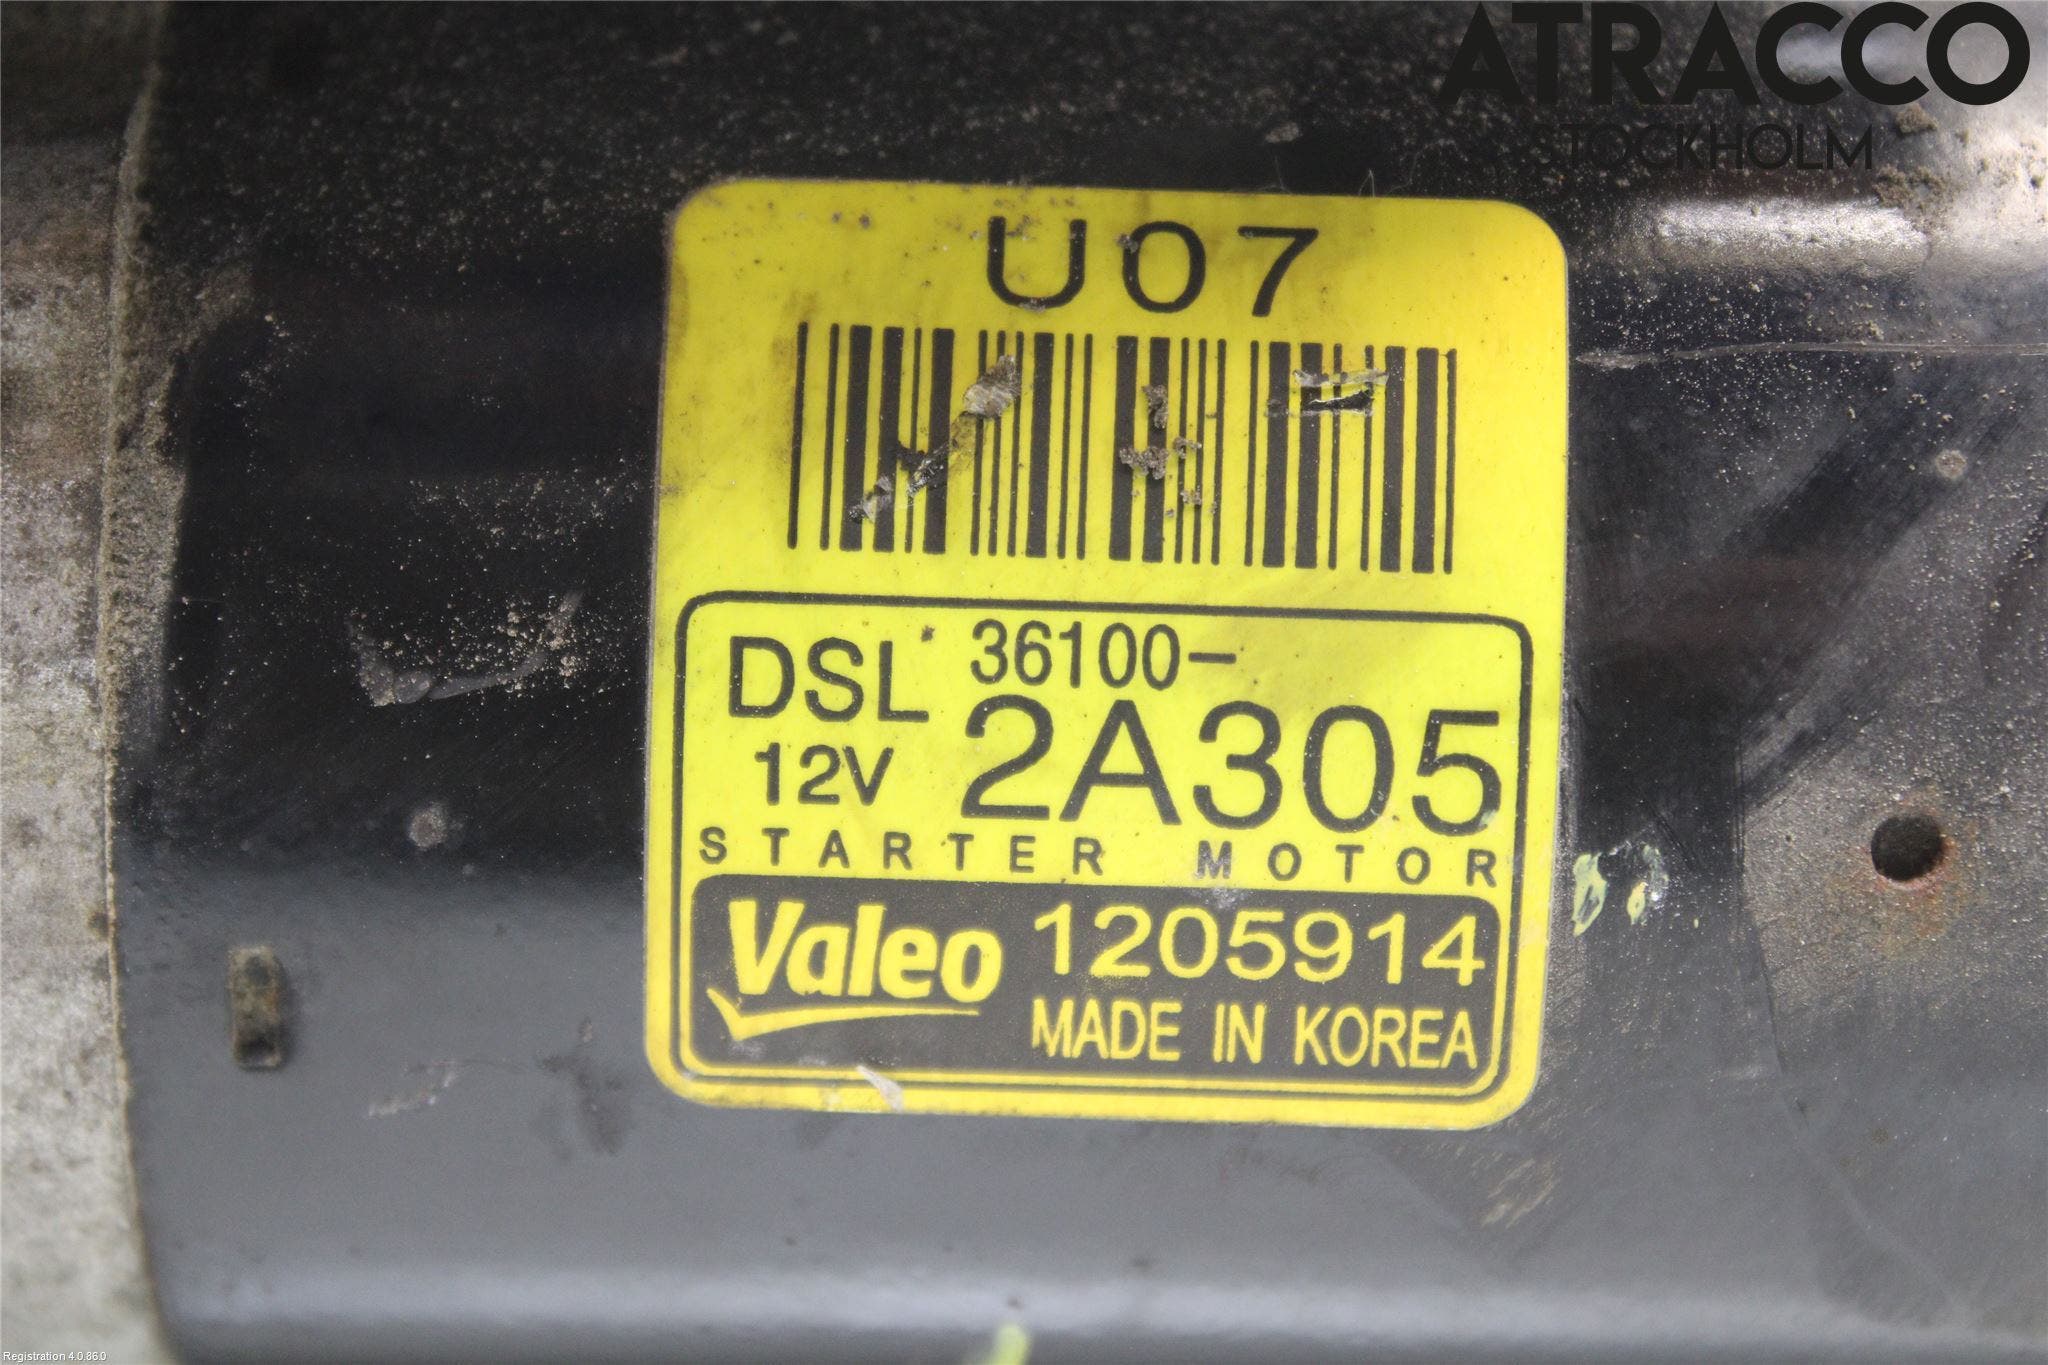 ATRACCO
STOCKHOLM
U07
DSL 36100-
12V 2A305
STARTER MOTOR
Valeo 1205914
MADE IN KOREA
Registration 4.0.86.0